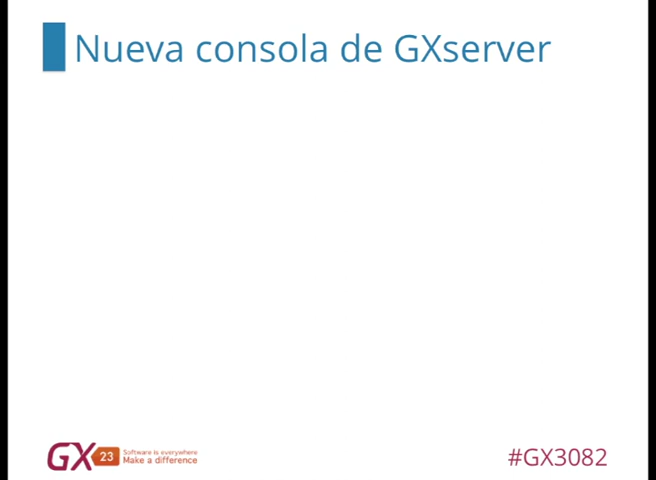 Nueva consola de GXserver
GX 23
Software is everywhere
Make a difference
#GX3082